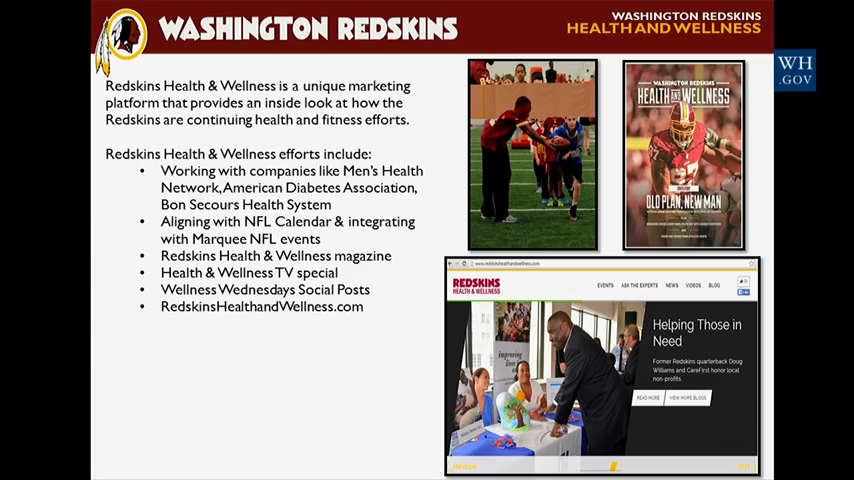 WASHINGTON REDSKINS
WASHINGTON REDSKINS
HEALTH AND WELLNESS
WH
.GOV
Redskins Health & Wellness is a unique marketing
platform that provides an inside look at how the
Redskins are continuing health and fitness efforts.
Redskins Health & Wellness efforts include:
• Working with companies like Men's Health
Network, American Diabetes Association,
Bon Secours Health System
• Aligning with NFL Calendar & integrating
with Marquee NFL events
• Redskins Health & Wellness magazine
• Health & Wellness TV special
• Wellness Wednesdays Social Posts
• RedskinsHealthandWellness.com
WASHINGTON REDSKINS
HEALTH AND WELLNESS
OLD PLAN, NEW MAN
www.redskinshealthandwellness.com
REDSKINS
HEALTH & WELLNESS
EVENTS ASK THE EXPERTS NEWS VIDEOS BLOG
Helping Those in
Need
Former Redskins quarterback Doug
Williams and CareFirst honor local
non-profits.
READ MORE VIEW MORE BLOGS
improving
PREVIOUS